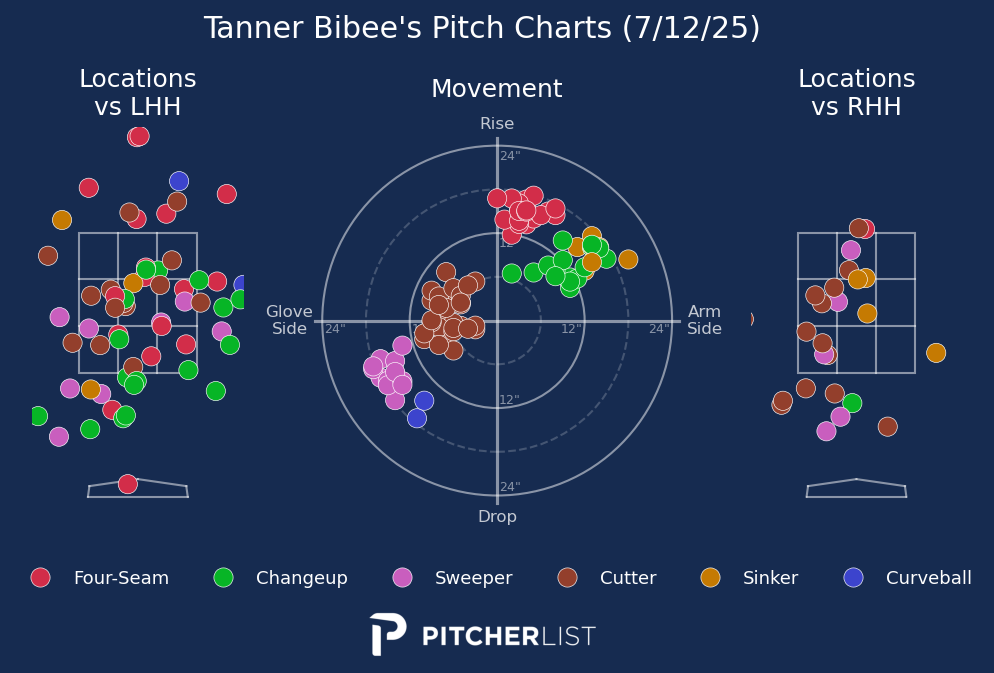 Tanner Bibee's Pitch Charts (7/12/25)
Locations
vs LHH
Movement
Locations
vs RHH
Rise
24"
12"
Glove
Side
24"
12"
24"
Arm
Side
12"
24"
Drop
Four-Seam
Changeup
Sweeper
Cutter
Sinker
Curveball
PITCHERLIST